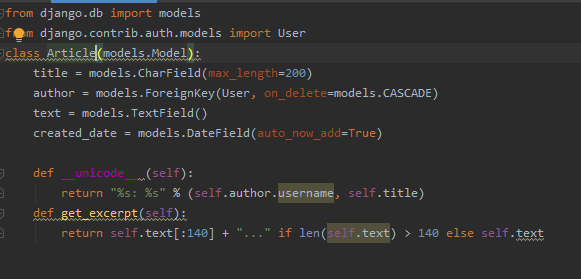 from django.db import models
from django.contrib.auth.models import User
class Article(models.Model):
    title = models.CharField(max_length=200)
    author = models.ForeignKey(User, on_delete=models.CASCADE)
    text = models.TextField()
    created_date = models.DateField(auto_now_add=True)

    def __unicode__(self):
        return "%s: %s" % (self.author.username, self.title)
    def get_excerpt(self):
        return self.text[:140] + "..." if len(self.text) > 140 else self.text